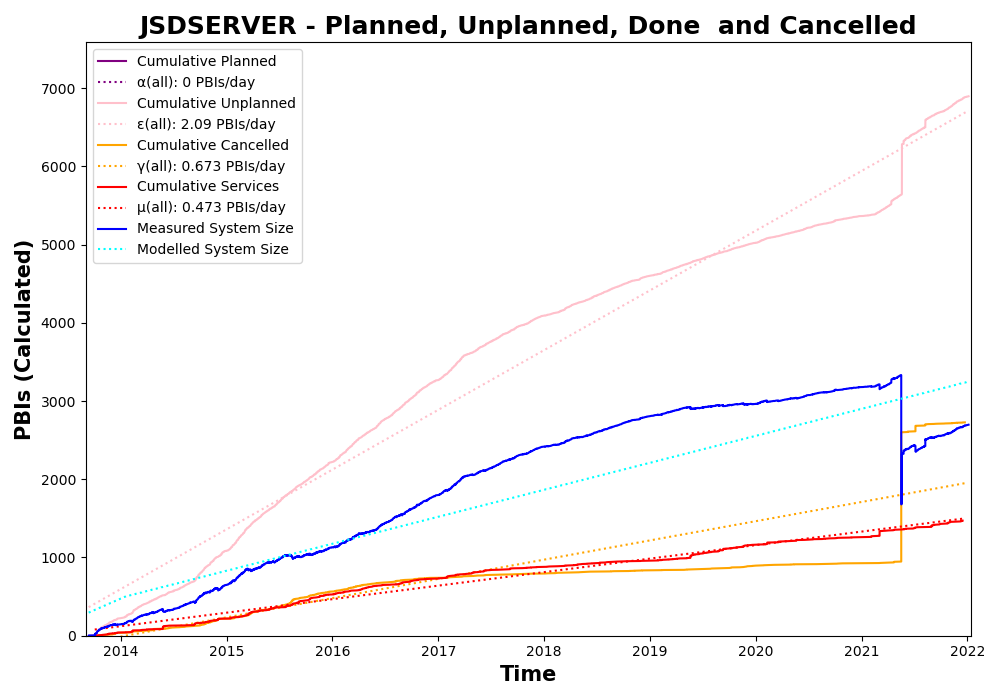 JSDSERVER - Planned, Unplanned, Done  and Cancelled
Cumulative Planned
α(all): 0 PBIs/day
Cumulative Unplanned
ε(all): 2.09 PBIs/day
Cumulative Cancelled
γ(all): 0.673 PBIs/day
Cumulative Services
μ(all): 0.473 PBIs/day
Measured System Size
Modelled System Size
PBIs (Calculated)
7000
6000
5000
4000
3000
2000
1000
0
2014 2015 2016 2017 2018 2019 2020 2021 2022
Time